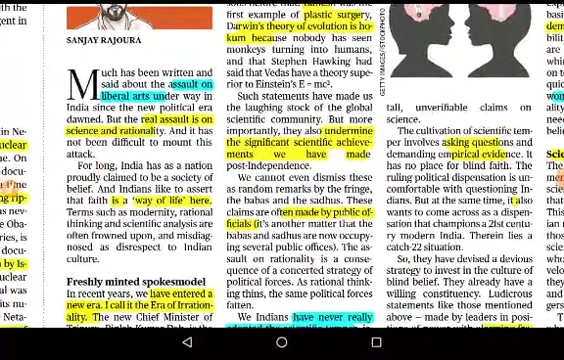 SANJAY RAJOURA
Much has been written and
said about the assault on
liberal arts under way in
India since the new political era
dawned. But the real assault is on
science and rationality. And it has
not been difficult to mount this
attack.
For long, India has as a nation
proudly claimed to be a society of
belief. And Indians like to assert
that faith is a 'way of life' here.
Terms such as modernity, rational
thinking and scientific analysis are
often frowned upon, and misdiag-
nosed as disrespect to Indian
culture.
Freshly minted spokesmodel
In recent years, we have entered a
new era. I call it the Era of Irration-
ality. The new Chief Minister of
first example of plastic surgery,
Darwin's theory of evolution is ho-
kum because nobody has seen
monkeys turning into humans,
and that Stephen Hawking had
said that Vedas have a theory supe-
rior to Einstein's E = mc².
Such statements have made us
the laughing stock of the global
scientific community. But more
importantly, they also undermine
the significant scientific achieve-
ments we have made
post-Independence.
We cannot even dismiss these
as random remarks by the fringe,
the babas and the sadhus. These
claims are often made by public of-
ficials (it's another matter that the
babas and sadhus are now occupy-
ing several public offices). The as-
sault on rationality is a conse-
quence of a concerted strategy of
political forces. As rational think-
ing thins, the same political forces
fatten.
We Indians have never really
GETTY IMAGES/ISTOCKPHOTO
tall, unverifiable claims on
science.
The cultivation of scientific tem-
per involves asking questions and
demanding empirical evidence. It
has no place for blind faith. The
ruling political dispensation is un-
comfortable with questioning In-
dians. But at the same time, it also
wants to come across as a dispen-
sation that champions a 21st centu-
ry modern India. Therein lies a
catch-22 situation.
So, they have devised a devious
strategy to invest in the culture of
blind belief. They already have a
willing constituency. Ludicrous
statements like those mentioned
above – made by leaders in posi-